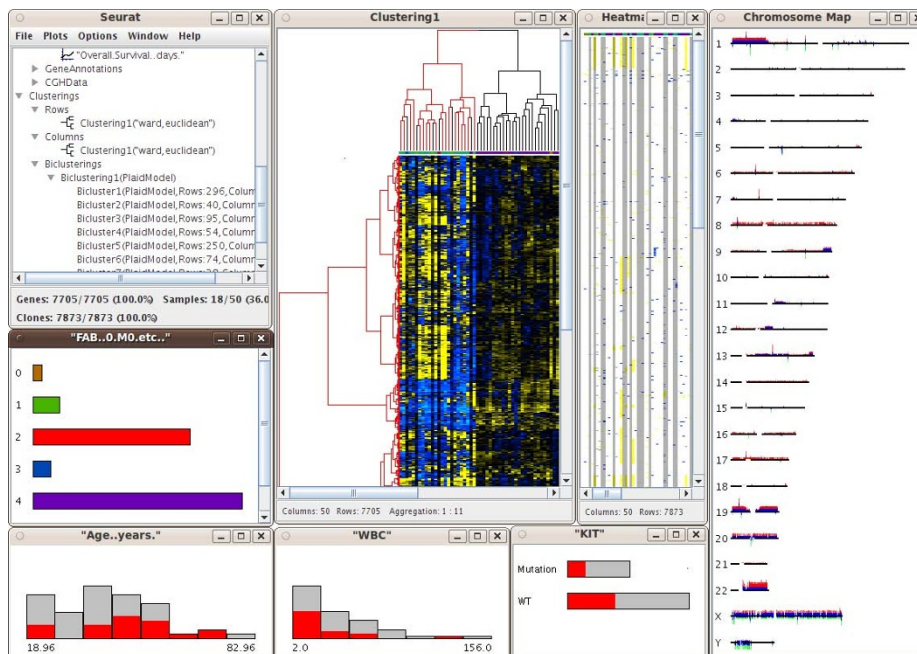 Seurat
File Plots Options Window Help
"Overall.Survival..days."
GeneAnnotations
CGHData
Clusterings
Rows
Clustering1("ward,euclidean")
Columns
Clustering1("ward,euclidean")
Biclusterings
Biclustering1(PlaidModel)
Bicluster1(PlaidModel,Rows:296,Colum
Bicluster2(PlaidModel,Rows:40,Column
Bicluster3(PlaidModel,Rows:95,Column
Bicluster4(PlaidModel,Rows:54,Column
Bicluster5(PlaidModel,Rows:250,Colum
Bicluster6(PlaidModel,Rows:74,Column
Genes: 7705/7705 (100.0%) Samples: 18/50 (36.0
Clones: 7873/7873 (100.0%)
"FAB..0.M0.etc.."
0
1
2
3
4
Clustering1
Columns: 50 Rows: 7705 Aggregation: 1 : 11
Heatma
Columns: 50 Rows: 7873
Chromosome Map
1
2
3
4
5
6
7
8
9
10
11
12
13
14
15
16
17
18
19
20
21
22
X
Y
"Age..years."
18.96 82.96
"WBC"
2.0 156.0
"KIT"
Mutation
WT